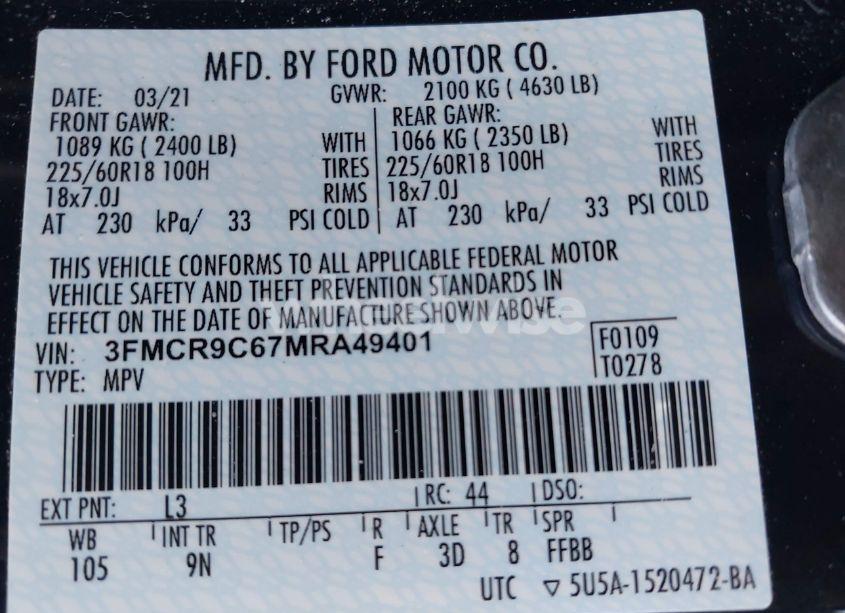 MFD. BY FORD MOTOR CO.
DATE: 03/21 GVWR: 2100 KG ( 4630 LB)
FRONT GAWR: REAR GAWR:
1089 KG ( 2400 LB) WITH 1066 KG ( 2350 LB) WITH
225/60R18 100H TIRES 225/60R18 100H TIRES
18x7.0J RIMS 18x7.0J RIMS
AT 230 kPa/ 33 PSI COLD AT 230 kPa/ 33 PSI COLD
THIS VEHICLE CONFORMS TO ALL APPLICABLE FEDERAL MOTOR
VEHICLE SAFETY AND THEFT PREVENTION STANDARDS IN
EFFECT ON THE DATE OF MANUFACTURE SHOWN ABOVE.
VIN: 3FMCR9C67MRA49401 F0109
TYPE: MPV T0278
EXT PNT: L3 RC: 44 DSO:
WB INT TR TP/PS R AXLE TR SPR
105 9N F 3D 8 FFBB
UTC ▽ 5U5A-1520472-BA